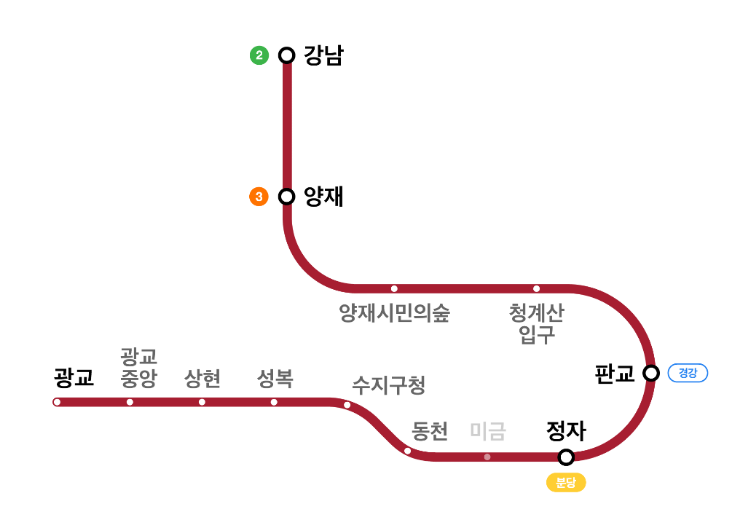 2 강남
3 양재
양재시민의숲
청계산
입구
판교 경강
광교
중앙
광교
상현
성복
수지구청
동천
미금
정자
분당